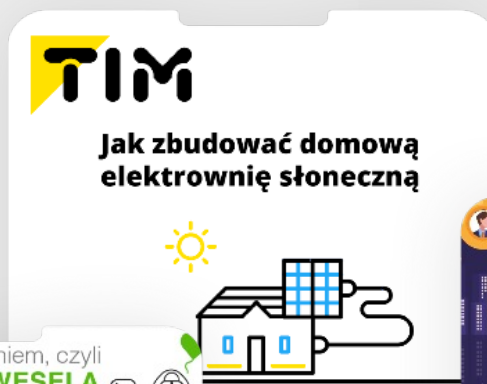 TIM
Jak zbudować domową
elektrownię słoneczną
niem, czyli
WESELA